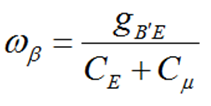 ω_β = g_{B'E} / (C_E + C_μ)